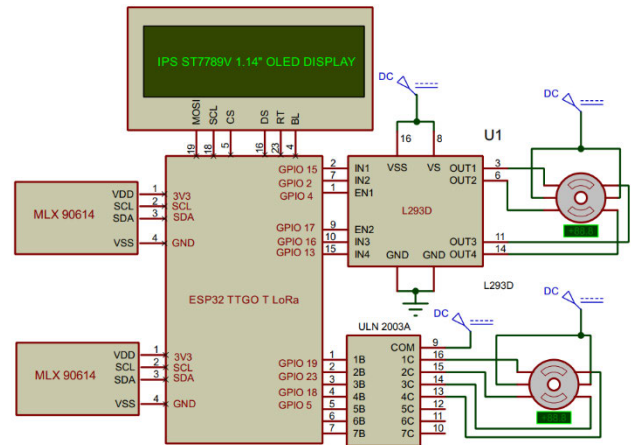 IPS ST7789V 1.14" OLED DISPLAY
MOSI SCL CS DS RT BL
19 18 5 16 23 4
DC
DC
U1
16 8
VSS VS
GPIO 15 2 IN1 OUT1 3
GPIO 2 7 IN2 OUT2 6
GPIO 4 1 EN1
L293D
GPIO 17 9 EN2
GPIO 16 10 IN3 OUT3 11
GPIO 13 15 IN4 OUT4 14
GND GND
L293D
MLX 90614
VDD 1 3V3
SCL 2 SCL
SDA 3 SDA
VSS 4 GND
ESP32 TTGO T LoRa
DC
DC
ULN 2003A
COM 9
GPIO 19 1 1B 1C 16
GPIO 23 2 2B 2C 15
3 3B 3C 14
GPIO 18 4 4B 4C 13
GPIO 5 5 5B 5C 12
6 6B 6C 11
7 7B 7C 10
MLX 90614
VDD 1 3V3
SCL 2 SCL
SDA 3 SDA
VSS 4 GND